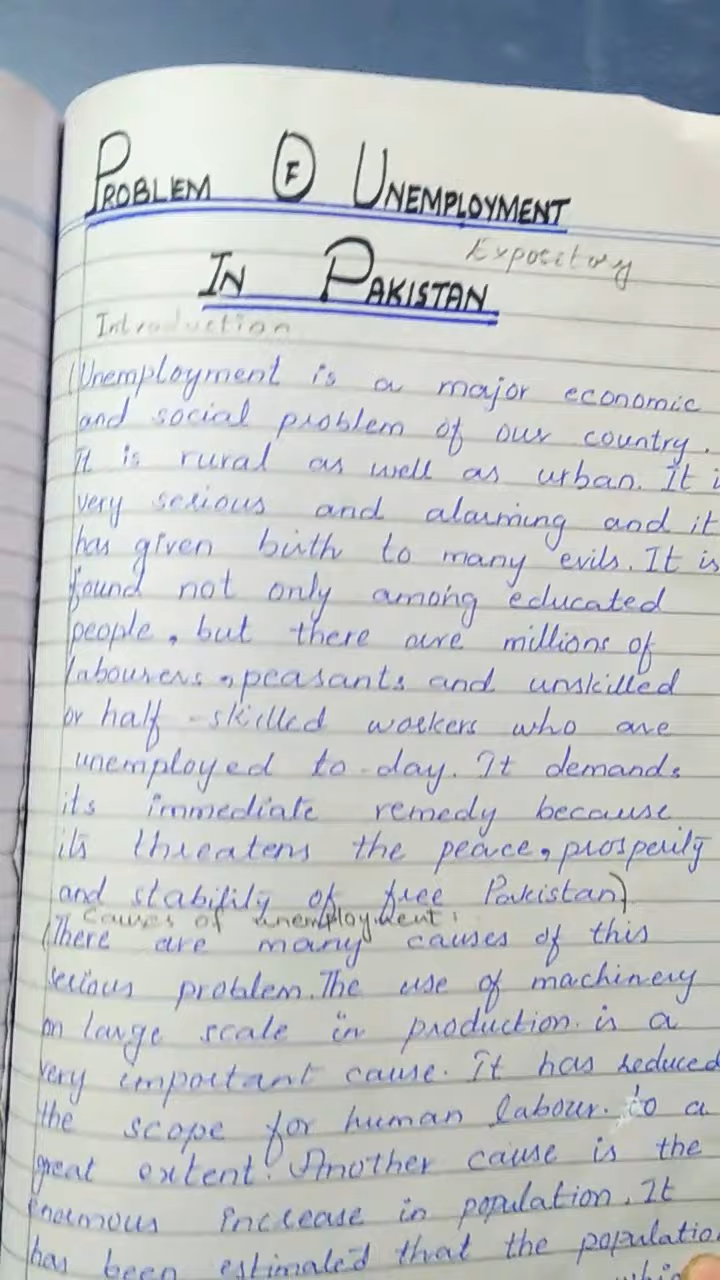 PROBLEM OF UNEMPLOYMENT
Expository
IN PAKISTAN
Introduction
(Unemployment is a major economic
and social problem of our country.
It is rural as well as urban. It i
very serious and alarming and it
has given birth to many evils. It is
found not only among educated
people, but there are millions of
labourers, peasants and unskilled
or half-skilled workers who are
unemployed to-day. It demands
its immediate remedy because
its threatens the peace, prosperity
and stability of free Pakistan)
Causes of unemployment:
(There are many causes of this
serious problem. The use of machinery
on large scale in production is a
very important cause. It has reduced
the scope for human labour. to a
great extent. Another cause is the
enormous increase in population. It
has been estimated that the populatio